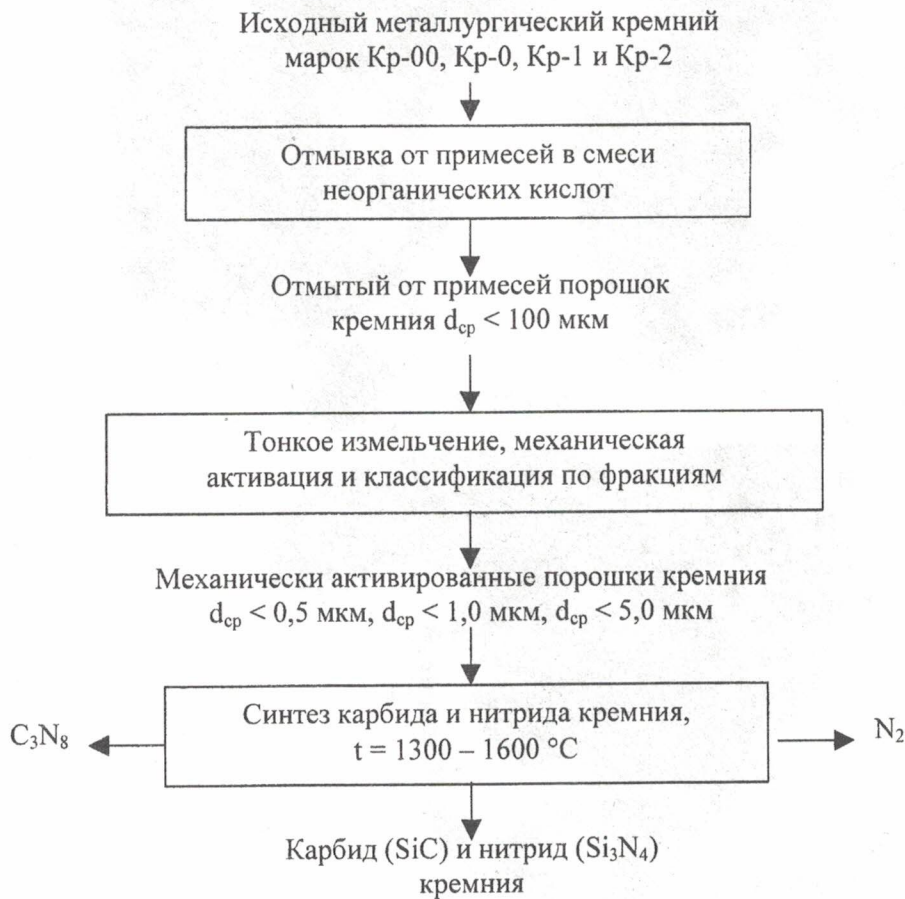 Исходный металлургический кремний
марок Кр-00, Кр-0, Кр-1 и Кр-2
Отмывка от примесей в смеси
неорганических кислот
Отмытый от примесей порошок
кремния dср < 100 мкм
Тонкое измельчение, механическая
активация и классификация по фракциям
Механически активированные порошки кремния
dср < 0,5 мкм, dср < 1,0 мкм, dср < 5,0 мкм
Синтез карбида и нитрида кремния,
t = 1300 – 1600 °C
C₃N₈
N₂
Карбид (SiC) и нитрид (Si₃N₄)
кремния